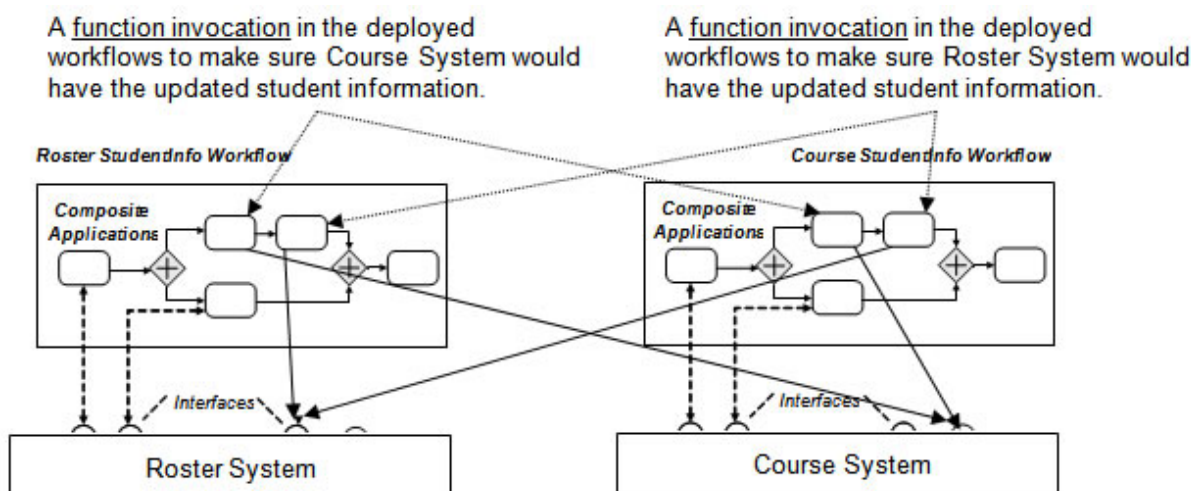 A function invocation in the deployed
workflows to make sure Course System would
have the updated student information.
A function invocation in the deployed
workflows to make sure Roster System would
have the updated student information.
Roster StudentInfo Workflow
Course StudentInfo Workflow
Composite
Applications
Composite
Applications
Interfaces
Interfaces
Roster System
Course System